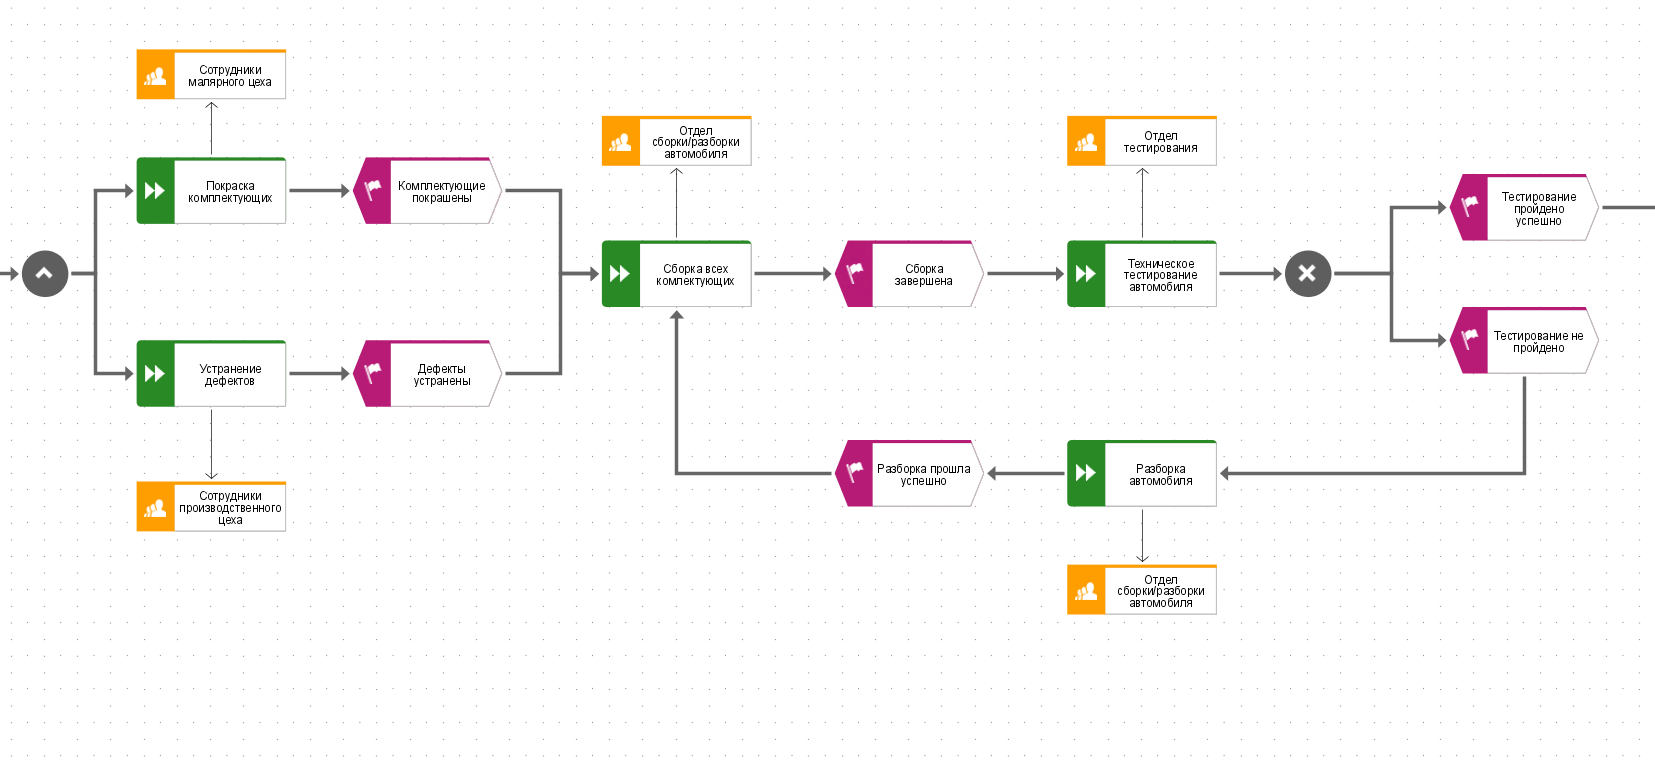 Сотрудники
малярного цеха
Покраска
комплектующих
Комплектующие
покрашены
Устранение
дефектов
Дефекты
устранены
Сотрудники
производственного
цеха
Отдел
сборки/разборки
автомобиля
Сборка всех
комлектующих
Сборка
завершена
Отдел
тестирования
Техническое
тестирование
автомобиля
Тестирование
пройдено
успешно
Тестирование не
пройдено
Разборка прошла
успешно
Разборка
автомобиля
Отдел
сборки/разборки
автомобиля